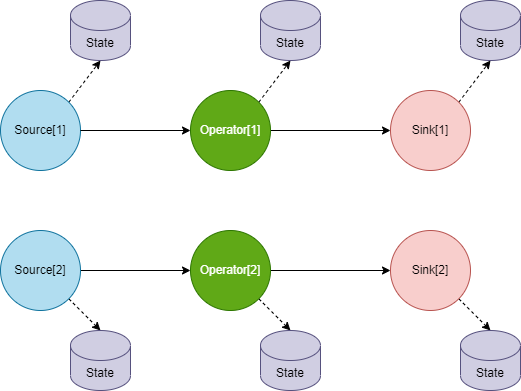 State
State
State
Source[1]
Operator[1]
Sink[1]
Source[2]
Operator[2]
Sink[2]
State
State
State